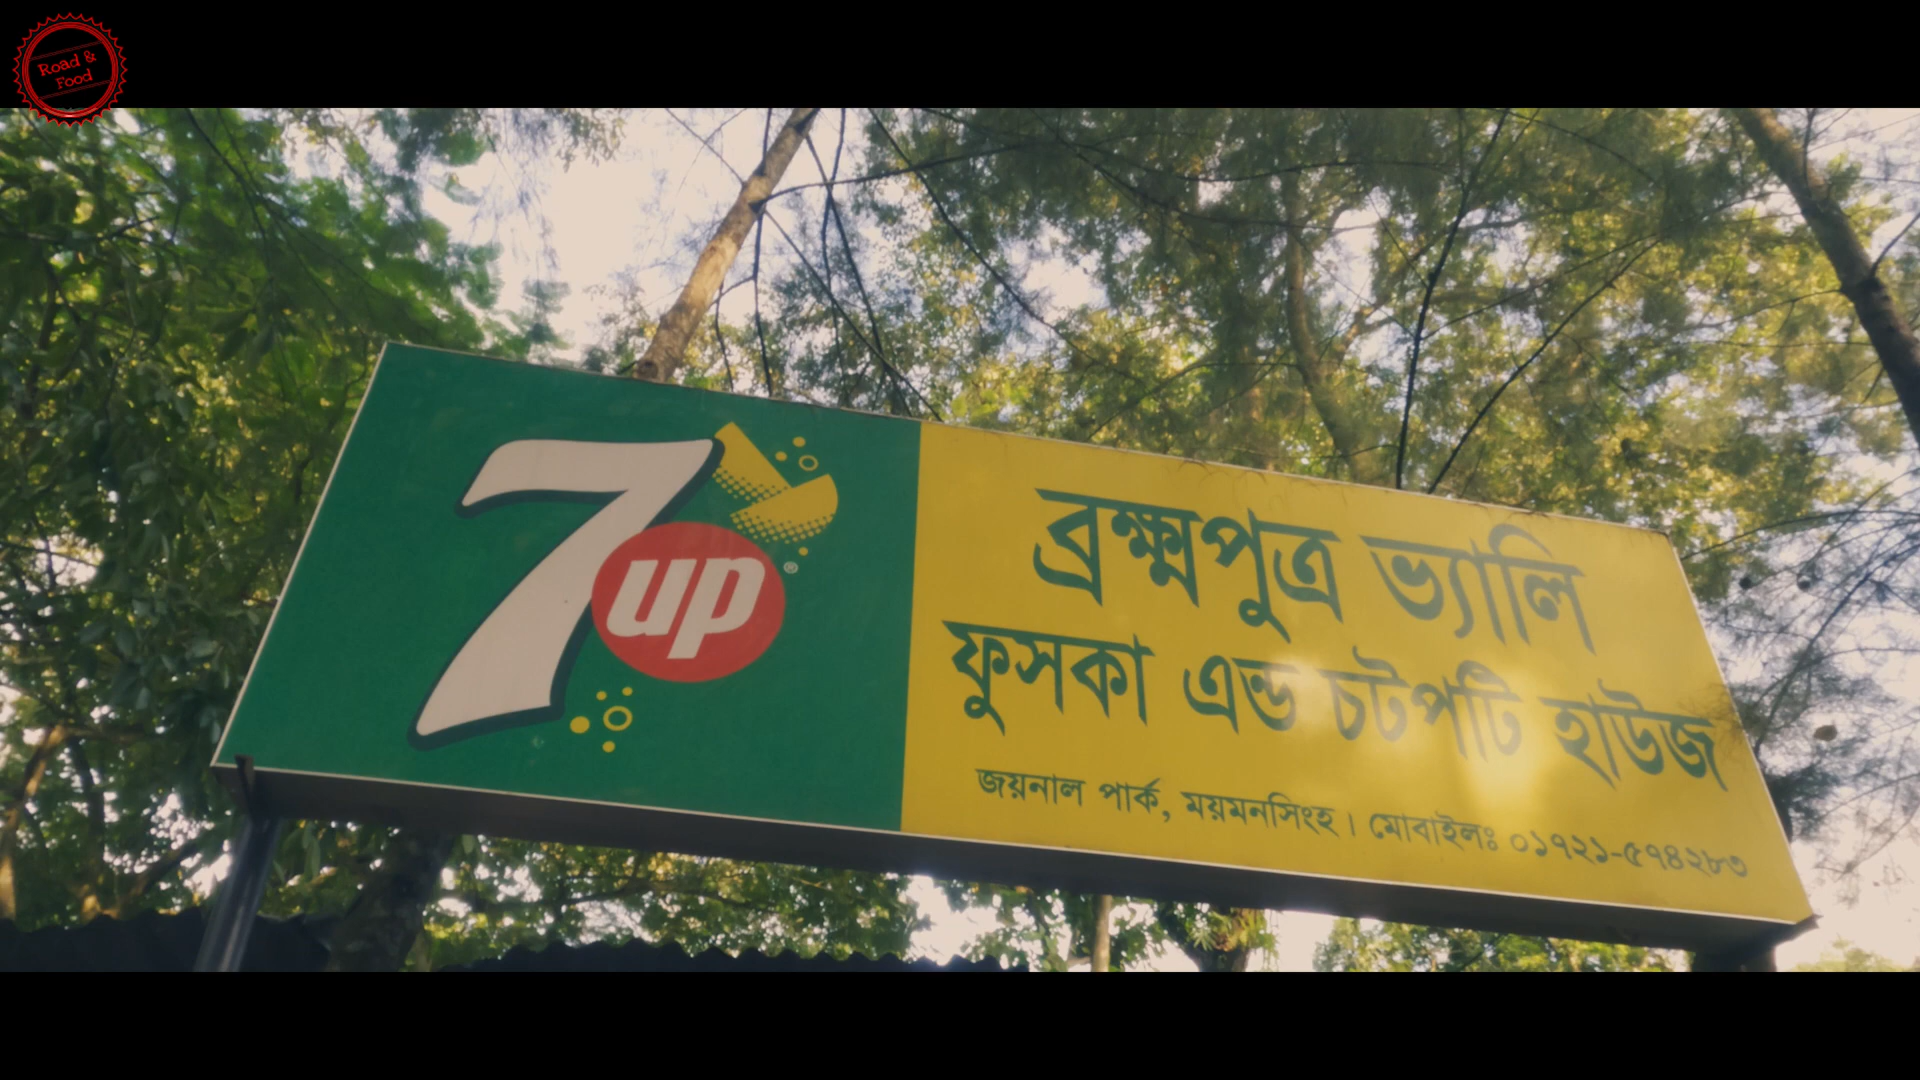 Road &
Food
7up®
ব্রহ্মপুত্র ভ্যালি
ফুসকা এন্ড চটপটি হাউজ
জয়নাল পার্ক, ময়মনসিংহ। মোবাইলঃ ০১৭২১-৫৭৪২৮৩